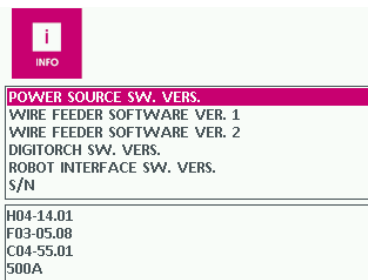 i
INFO
POWER SOURCE SW. VERS.
WIRE FEEDER SOFTWARE VER. 1
WIRE FEEDER SOFTWARE VER. 2
DIGITORCH SW. VERS.
ROBOT INTERFACE SW. VERS.
S/N
H04-14.01
F03-05.08
C04-55.01
500A